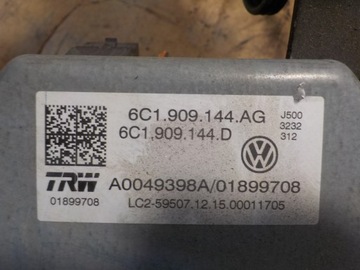 6C1.909.144.AG
6C1.909.144.D
J500
3232
312
TRW
01899708
A0049398A/01899708
LC2-59507.12.15.00011705